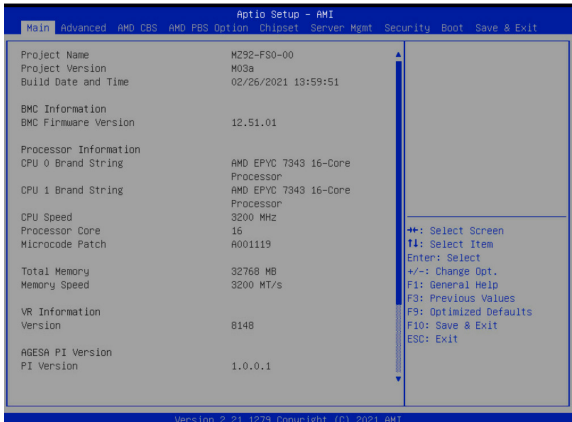 Aptio Setup - AMI
Main Advanced AMD CBS AMD PBS Option Chipset Server Mgmt Security Boot Save & Exit
Project Name MZ92-FS0-00
Project Version M03a
Build Date and Time 02/26/2021 13:59:51
BMC Information
BMC Firmware Version 12.51.01
Processor Information
CPU 0 Brand String AMD EPYC 7343 16-Core
Processor
CPU 1 Brand String AMD EPYC 7343 16-Core
Processor
CPU Speed 3200 MHz
Processor Core 16
Microcode Patch A001119
Total Memory 32768 MB
Memory Speed 3200 MT/s
VR Information
Version 8148
AGESA PI Version
PI Version 1.0.0.1
→←: Select Screen
↑↓: Select Item
Enter: Select
+/-: Change Opt.
F1: General Help
F3: Previous Values
F9: Optimized Defaults
F10: Save & Exit
ESC: Exit
Version 2.21.1279 Copyright (C) 2021 AMI